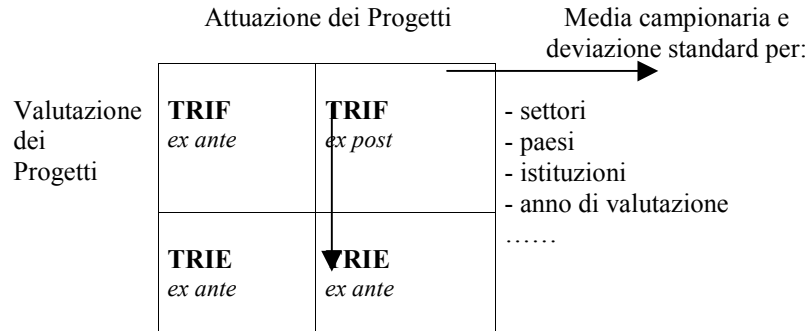 Attuazione dei Progetti
Media campionaria e
deviazione standard per:
Valutazione
dei
Progetti
TRIF
ex ante
TRIF
ex post
- settori
- paesi
- istituzioni
- anno di valutazione
……
TRIE
ex ante
TRIE
ex ante